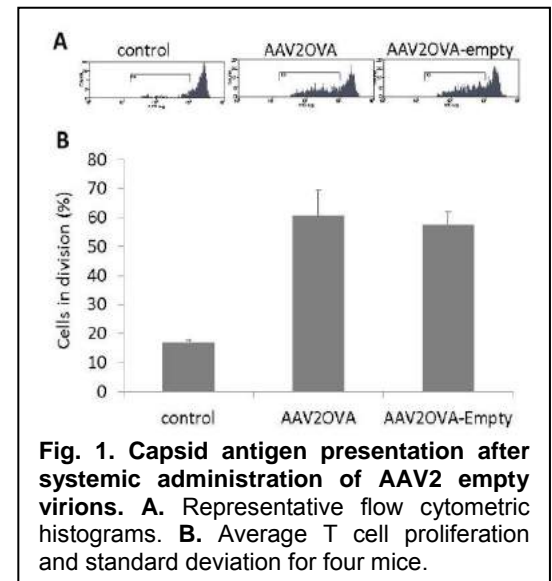 A
control AAV2OVA AAV2OVA-empty
B
80
70
60
50
40
30
20
10
0
Cells in division (%)
control AAV2OVA AAV2OVA-Empty
Fig. 1. Capsid antigen presentation after
systemic administration of AAV2 empty
virions. A. Representative flow cytometric
histograms. B. Average T cell proliferation
and standard deviation for four mice.